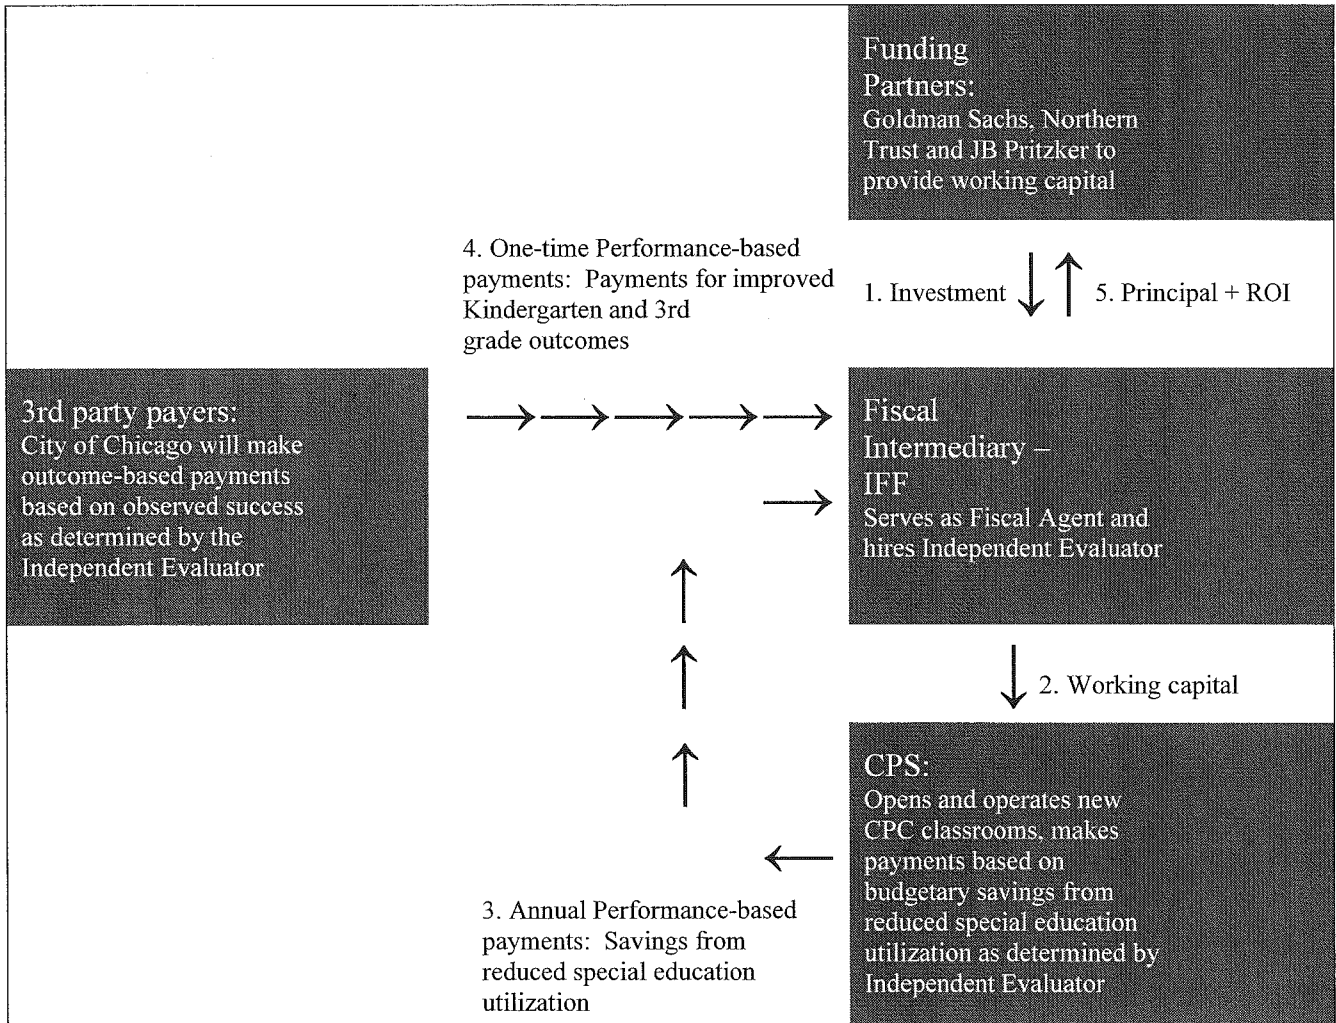 Funding
Partners:
Goldman Sachs, Northern
Trust and JB Pritzker to
provide working capital
4. One-time Performance-based
payments: Payments for improved
Kindergarten and 3rd
grade outcomes
1. Investment
5. Principal + ROI
3rd party payers:
City of Chicago will make
outcome-based payments
based on observed success
as determined by the
Independent Evaluator
Fiscal
Intermediary –
IFF
Serves as Fiscal Agent and
hires Independent Evaluator
2. Working capital
CPS:
Opens and operates new
CPC classrooms, makes
payments based on
budgetary savings from
reduced special education
utilization as determined by
Independent Evaluator
3. Annual Performance-based
payments: Savings from
reduced special education
utilization